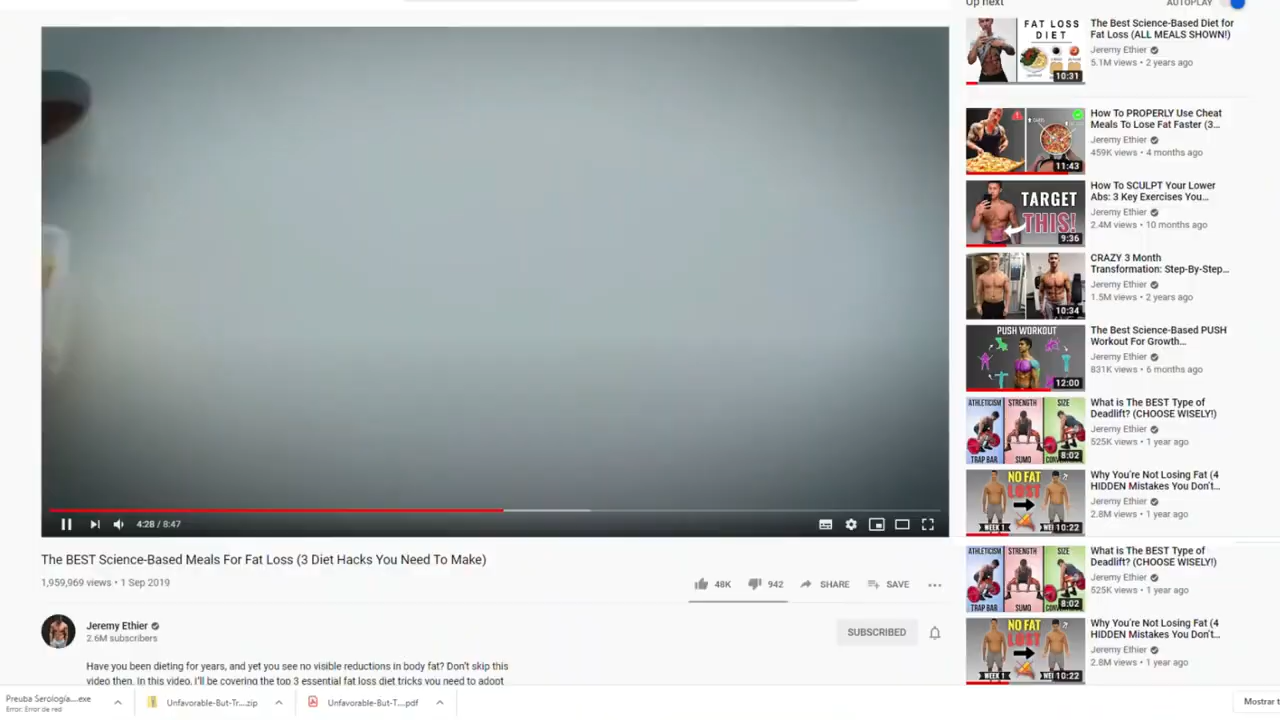 Up next
AUTOPLAY
FAT LOSS
DIET
10:31
The Best Science-Based Diet for
Fat Loss (ALL MEALS SHOWN!)
Jeremy Ethier
5.1M views • 2 years ago
11:43
How To PROPERLY Use Cheat
Meals To Lose Fat Faster (3...
Jeremy Ethier
459K views • 4 months ago
TARGET
THIS!
9:36
How To SCULPT Your Lower
Abs: 3 Key Exercises You...
Jeremy Ethier
2.4M views • 10 months ago
10:34
CRAZY 3 Month
Transformation: Step-By-Step...
Jeremy Ethier
1.5M views • 2 years ago
PUSH WORKOUT
12:00
The Best Science-Based PUSH
Workout For Growth...
Jeremy Ethier
831K views • 6 months ago
ATHLETICISM STRENGTH SIZE
TRAP BAR SUMO
8:02
What is The BEST Type of
Deadlift? (CHOOSE WISELY!)
Jeremy Ethier
525K views • 1 year ago
NO FAT
LOST
WEEK 1
10:22
Why You're Not Losing Fat (4
HIDDEN Mistakes You Don't...
Jeremy Ethier
2.8M views • 1 year ago
ATHLETICISM STRENGTH SIZE
TRAP BAR SUMO
8:02
What is The BEST Type of
Deadlift? (CHOOSE WISELY!)
Jeremy Ethier
525K views • 1 year ago
NO FAT
LOST
WEEK 1
10:22
Why You're Not Losing Fat (4
HIDDEN Mistakes You Don't...
Jeremy Ethier
2.8M views • 1 year ago
4:28 / 8:47
The BEST Science-Based Meals For Fat Loss (3 Diet Hacks You Need To Make)
1,959,969 views • 1 Sep 2019
48K 942 SHARE SAVE
Jeremy Ethier
2.6M subscribers
SUBSCRIBED
Have you been dieting for years, and yet you see no visible reductions in body fat? Don't skip this
video then. In this video, I'll be covering the top 3 essential fat loss diet tricks you need to adopt
Preuba Serología....exe
Error: Error de red
Unfavorable-But-Tr....zip
Unfavorable-But-T....pdf
Mostrar t